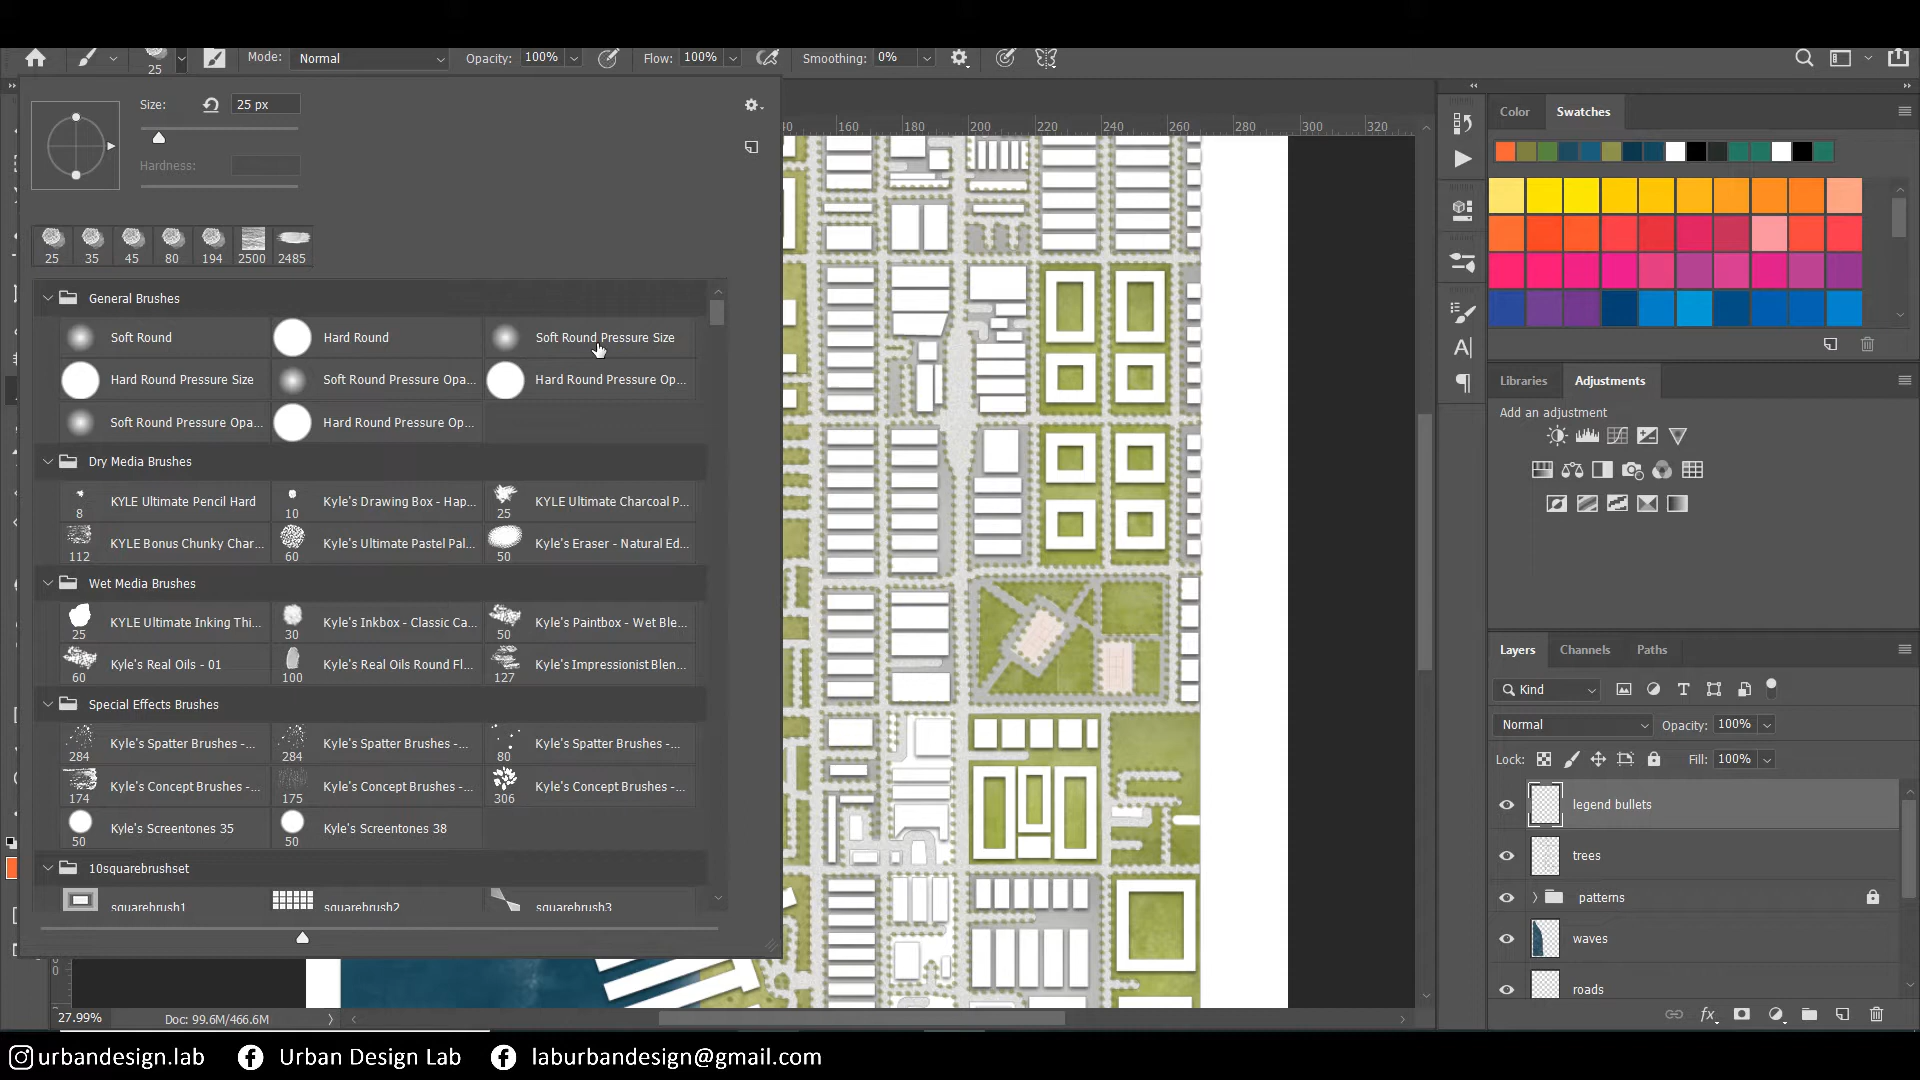 25
Mode: Normal Opacity: 100% Flow: 100% Smoothing: 0%
Size: 25 px
Hardness:
25 35 45 80 194 2500 2485
General Brushes
Soft Round Hard Round Soft Round Pressure Size
Hard Round Pressure Size Soft Round Pressure Opa... Hard Round Pressure Op...
Soft Round Pressure Opa... Hard Round Pressure Op...
Dry Media Brushes
8 KYLE Ultimate Pencil Hard 10 Kyle's Drawing Box - Hap... 25 KYLE Ultimate Charcoal P...
112 KYLE Bonus Chunky Char... 60 Kyle's Ultimate Pastel Pal... 50 Kyle's Eraser - Natural Ed...
Wet Media Brushes
25 KYLE Ultimate Inking Thi... 30 Kyle's Inkbox - Classic Ca... 50 Kyle's Paintbox - Wet Ble...
60 Kyle's Real Oils - 01 100 Kyle's Real Oils Round Fl... 127 Kyle's Impressionist Blen...
Special Effects Brushes
284 Kyle's Spatter Brushes -... 284 Kyle's Spatter Brushes -... 80 Kyle's Spatter Brushes -...
174 Kyle's Concept Brushes -... 175 Kyle's Concept Brushes -... 306 Kyle's Concept Brushes -...
50 Kyle's Screentones 35 50 Kyle's Screentones 38
10squarebrushset
squarebrush1 squarebrush2 squarebrush3
40 160 180 200 220 240 260 280 300 320
Color Swatches
Libraries Adjustments
Add an adjustment
Layers Channels Paths
Kind
Normal Opacity: 100%
Lock: Fill: 100%
legend bullets
trees
patterns
waves
roads
27.99% Doc: 99.6M/466.6M
urbandesign.lab Urban Design Lab laburbandesign@gmail.com